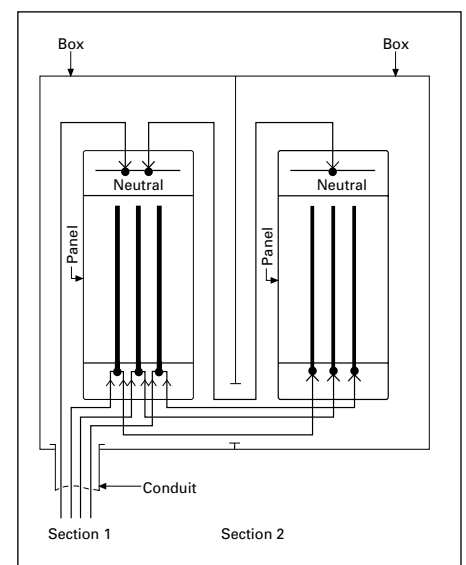 Box
Box
Neutral
Neutral
Panel
Panel
Conduit
Section 1
Section 2